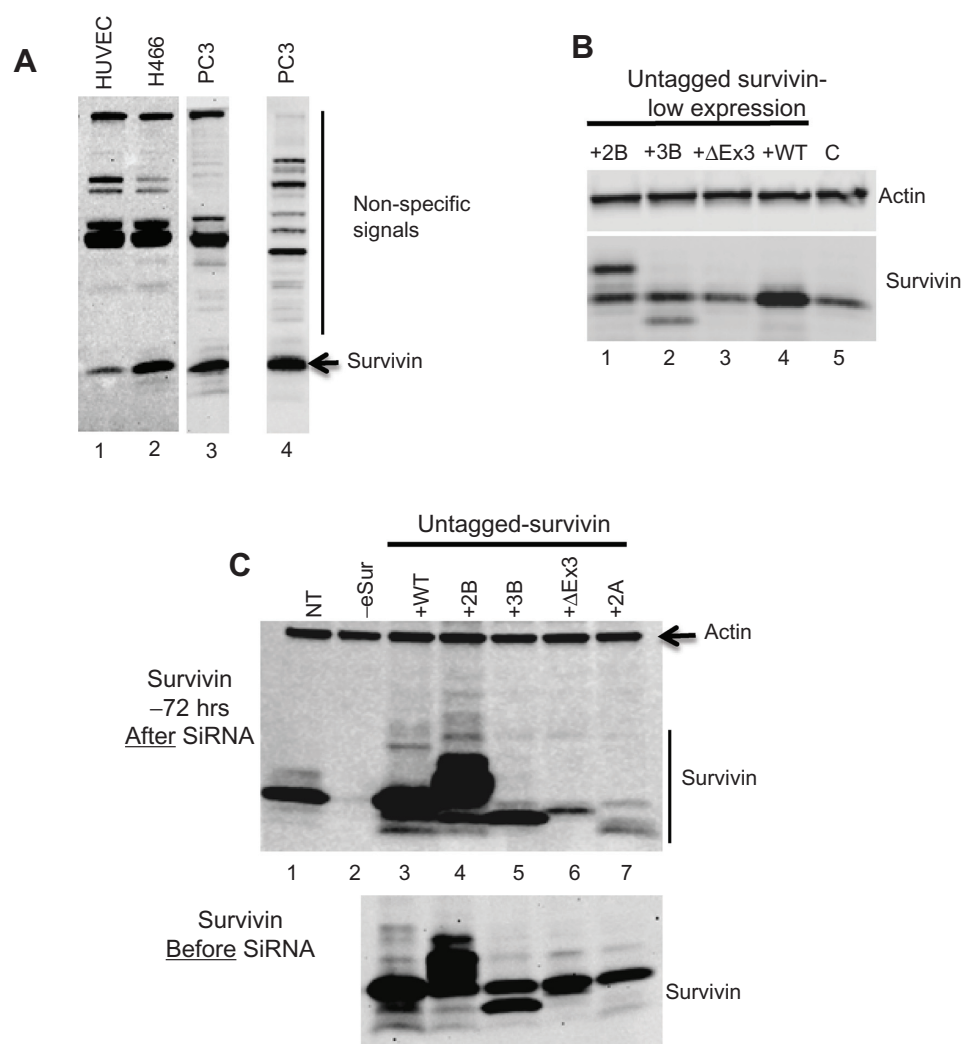 A
HUVEC
H466
PC3
PC3
Non-specific
signals
Survivin
1 2 3 4
B
Untagged survivin-
low expression
+2B +3B +ΔEx3 +WT C
Actin
Survivin
1 2 3 4 5
C
Untagged-survivin
NT
–eSur
+WT
+2B
+3B
+ΔEx3
+2A
Actin
Survivin
–72 hrs
After SiRNA
Survivin
1 2 3 4 5 6 7
Survivin
Before SiRNA
Survivin